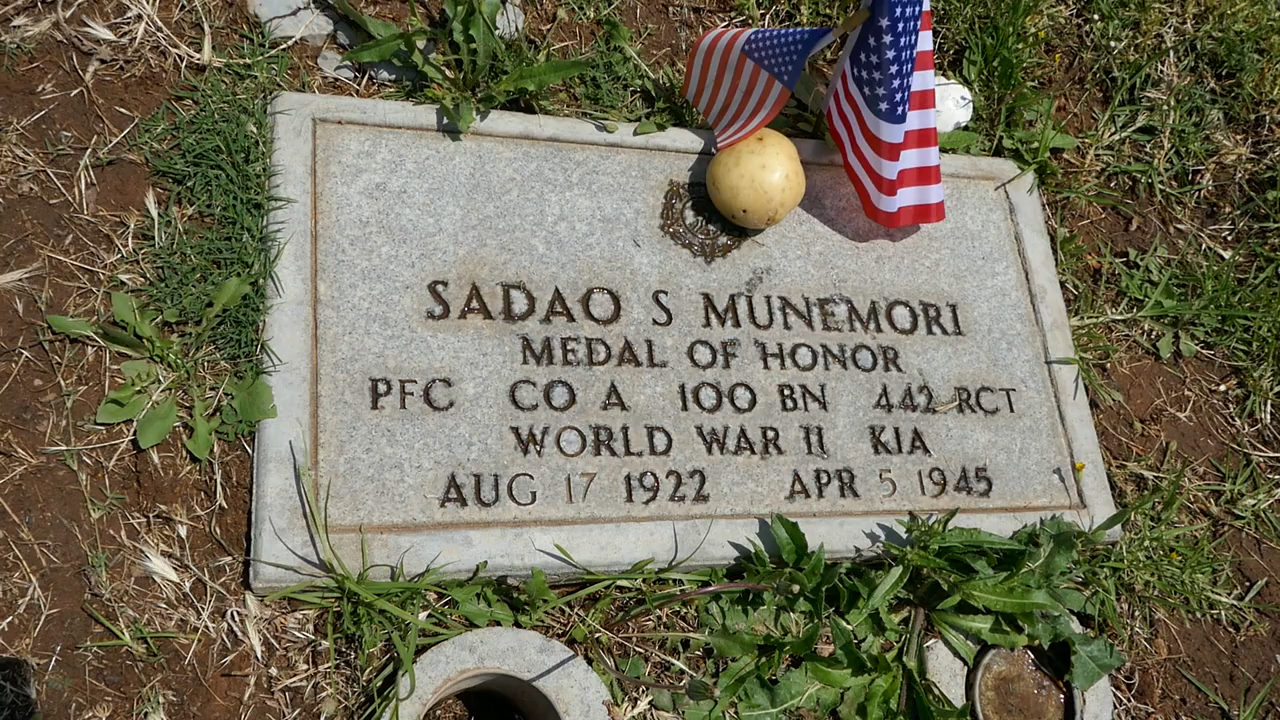 SADAO S MUNEMORI
MEDAL OF HONOR
PFC CO A 100 BN 442 RCT
WORLD WAR II KIA
AUG 17 1922 APR 5 1945